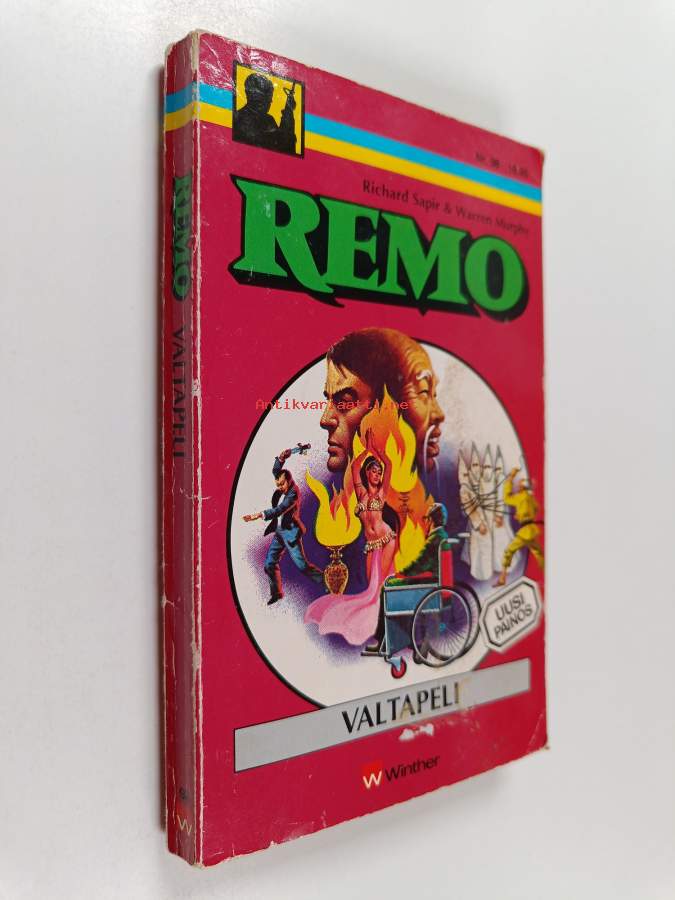 Richard Sapir & Warren Murphy
REMO
Antikvariaatti.net
UUSI
PAINOS
VALTAPELI
W Winther
REMO VALTAPELI
W